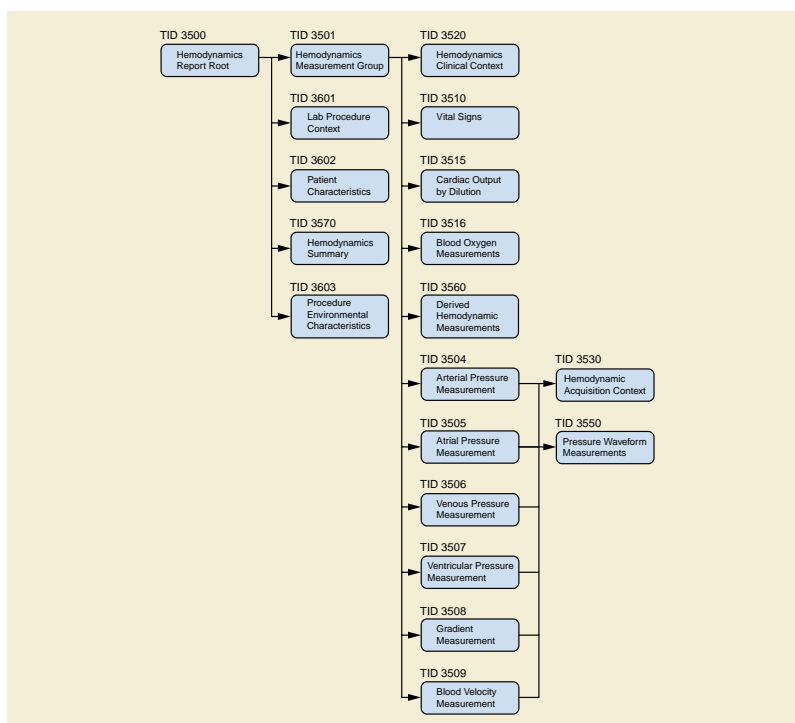 TID 3500
Hemodynamics
Report Root
TID 3501
Hemodynamics
Measurement Group
TID 3601
Lab Procedure
Context
TID 3602
Patient
Characteristics
TID 3570
Hemodynamics
Summary
TID 3603
Procedure
Environmental
Characteristics
TID 3520
Hemodynamics
Clinical Context
TID 3510
Vital Signs
TID 3515
Cardiac Output
by Dilution
TID 3516
Blood Oxygen
Measurements
TID 3560
Derived
Hemodynamic
Measurements
TID 3504
Arterial Pressure
Measurement
TID 3505
Atrial Pressure
Measurement
TID 3506
Venous Pressure
Measurement
TID 3507
Ventricular Pressure
Measurement
TID 3508
Gradient
Measurement
TID 3509
Blood Velocity
Measurement
TID 3530
Hemodynamic
Acquisition Context
TID 3550
Pressure Waveform
Measurements